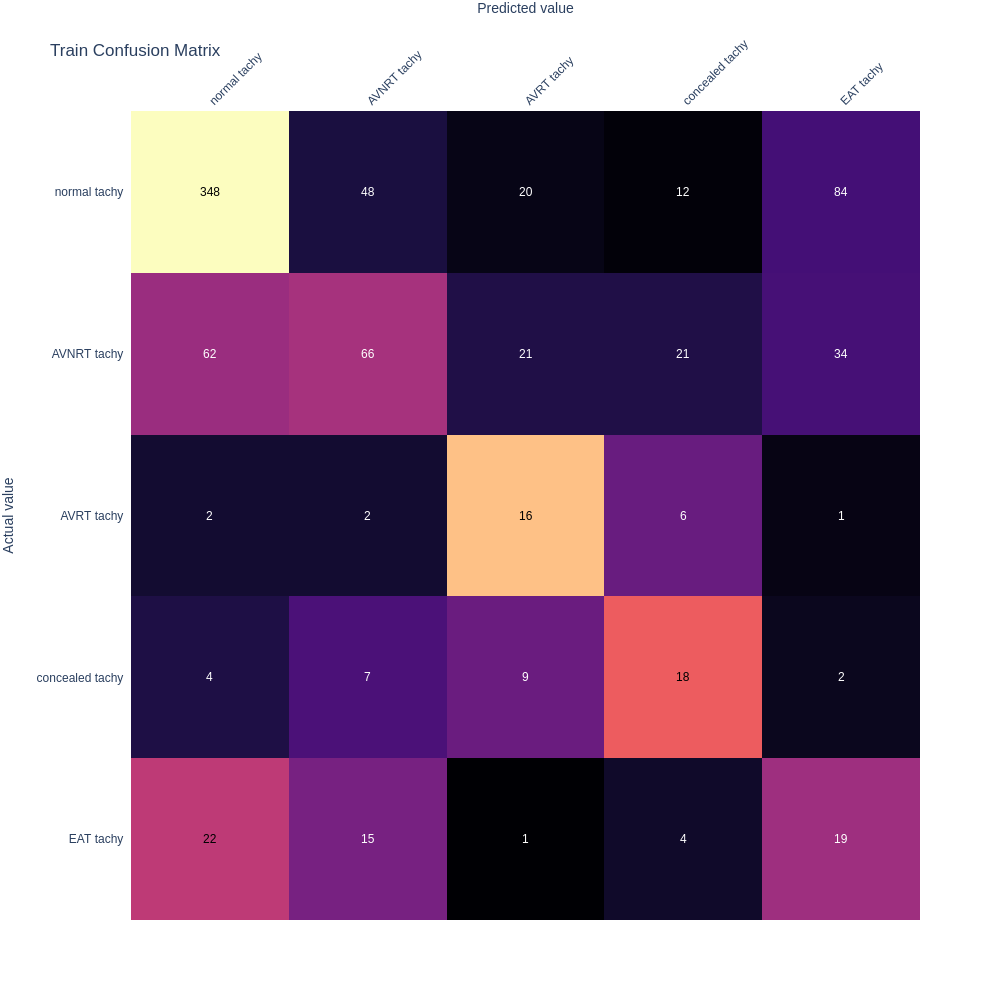 Predicted value
Train Confusion Matrix
normal tachy AVNRT tachy AVRT tachy concealed tachy EAT tachy
normal tachy 348 48 20 12 84
AVNRT tachy 62 66 21 21 34
Actual value
AVRT tachy 2 2 16 6 1
concealed tachy 4 7 9 18 2
EAT tachy 22 15 1 4 19